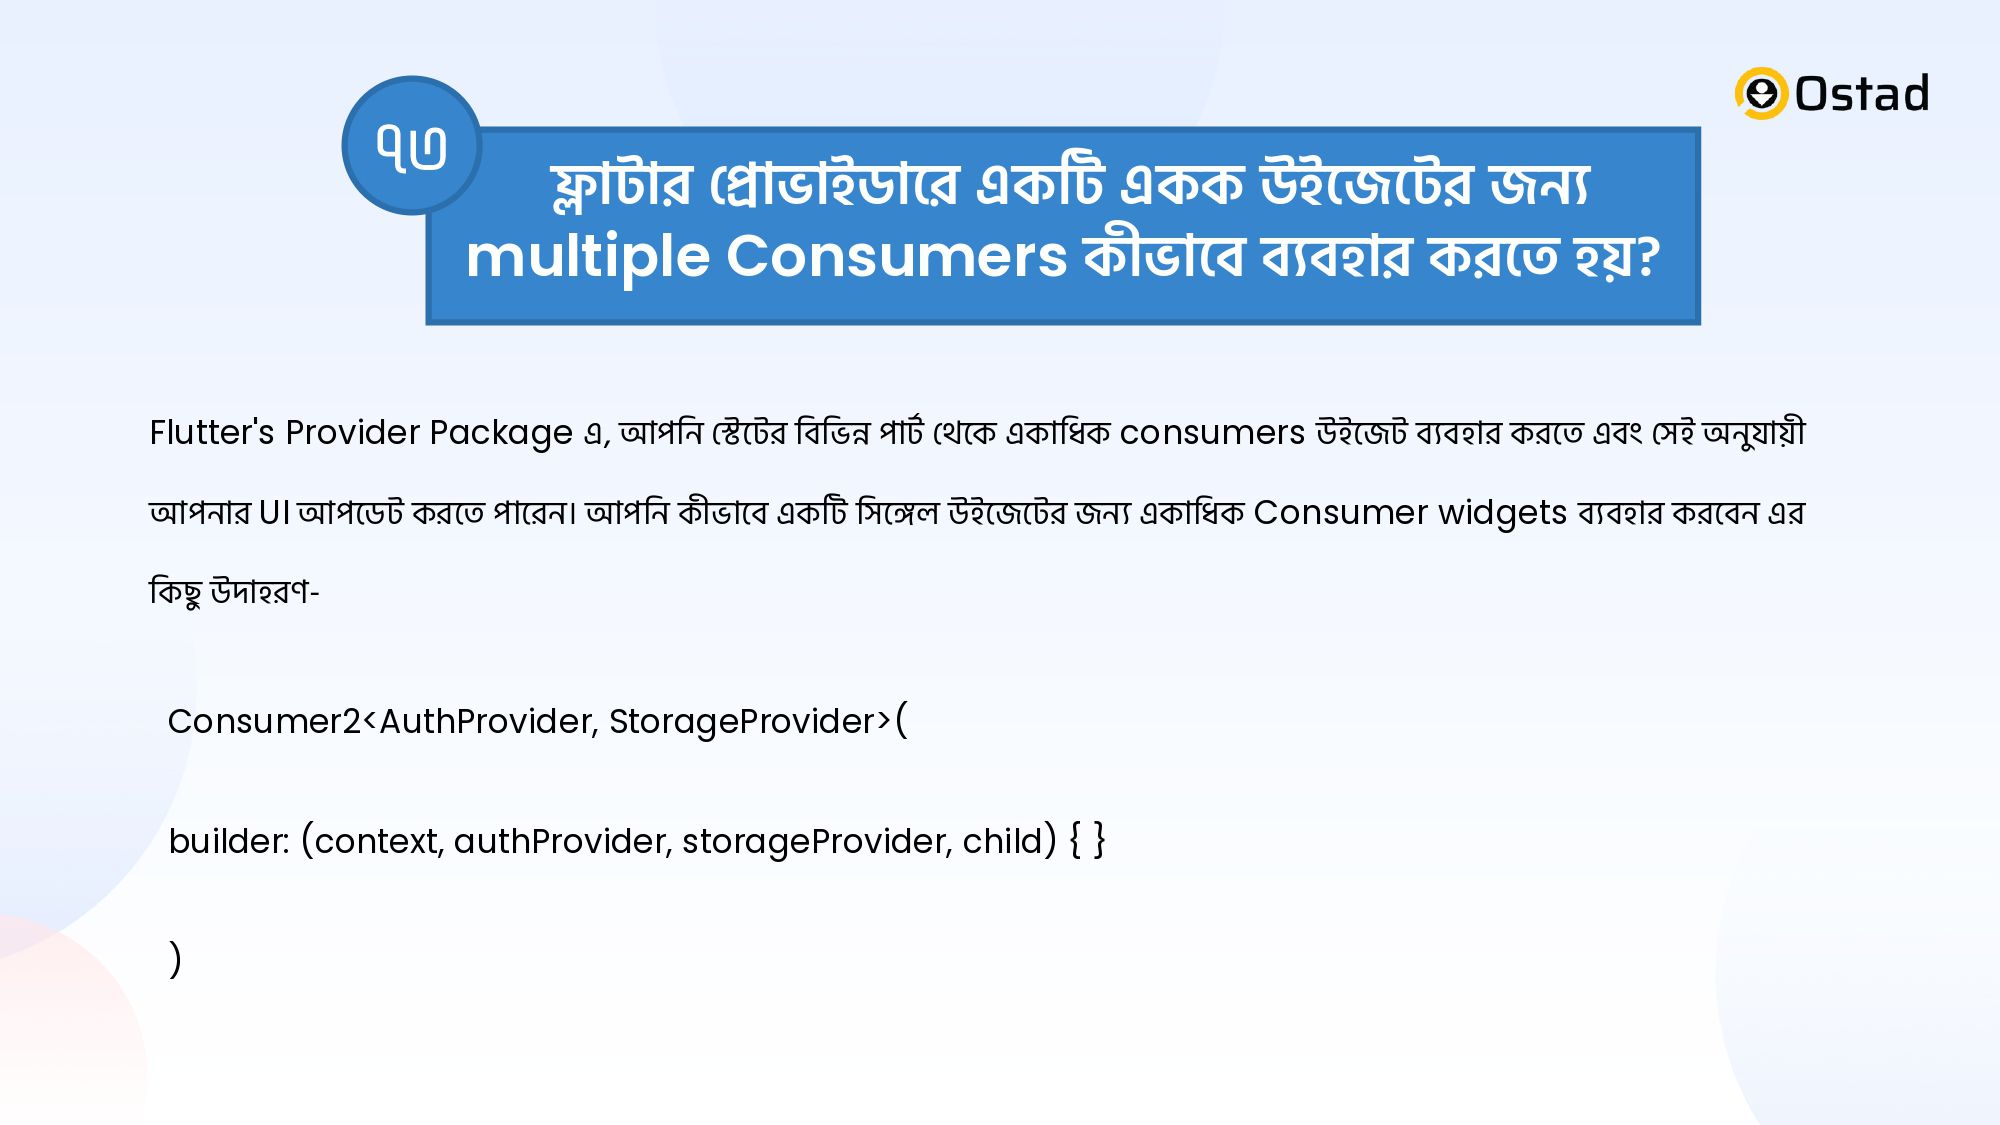 Ostad
৭৩
ফ্লাটার প্রোভাইডারে একটি একক উইজেটের জন্য
multiple Consumers কীভাবে ব্যবহার করতে হয়?
Flutter's Provider Package এ, আপনি স্টেটের বিভিন্ন পার্ট থেকে একাধিক consumers উইজেট ব্যবহার করতে এবং সেই অনুযায়ী
আপনার UI আপডেট করতে পারেন। আপনি কীভাবে একটি সিঙ্গেল উইজেটের জন্য একাধিক Consumer widgets ব্যবহার করবেন এর
কিছু উদাহরণ-
Consumer2<AuthProvider, StorageProvider>(
builder: (context, authProvider, storageProvider, child) { }
)